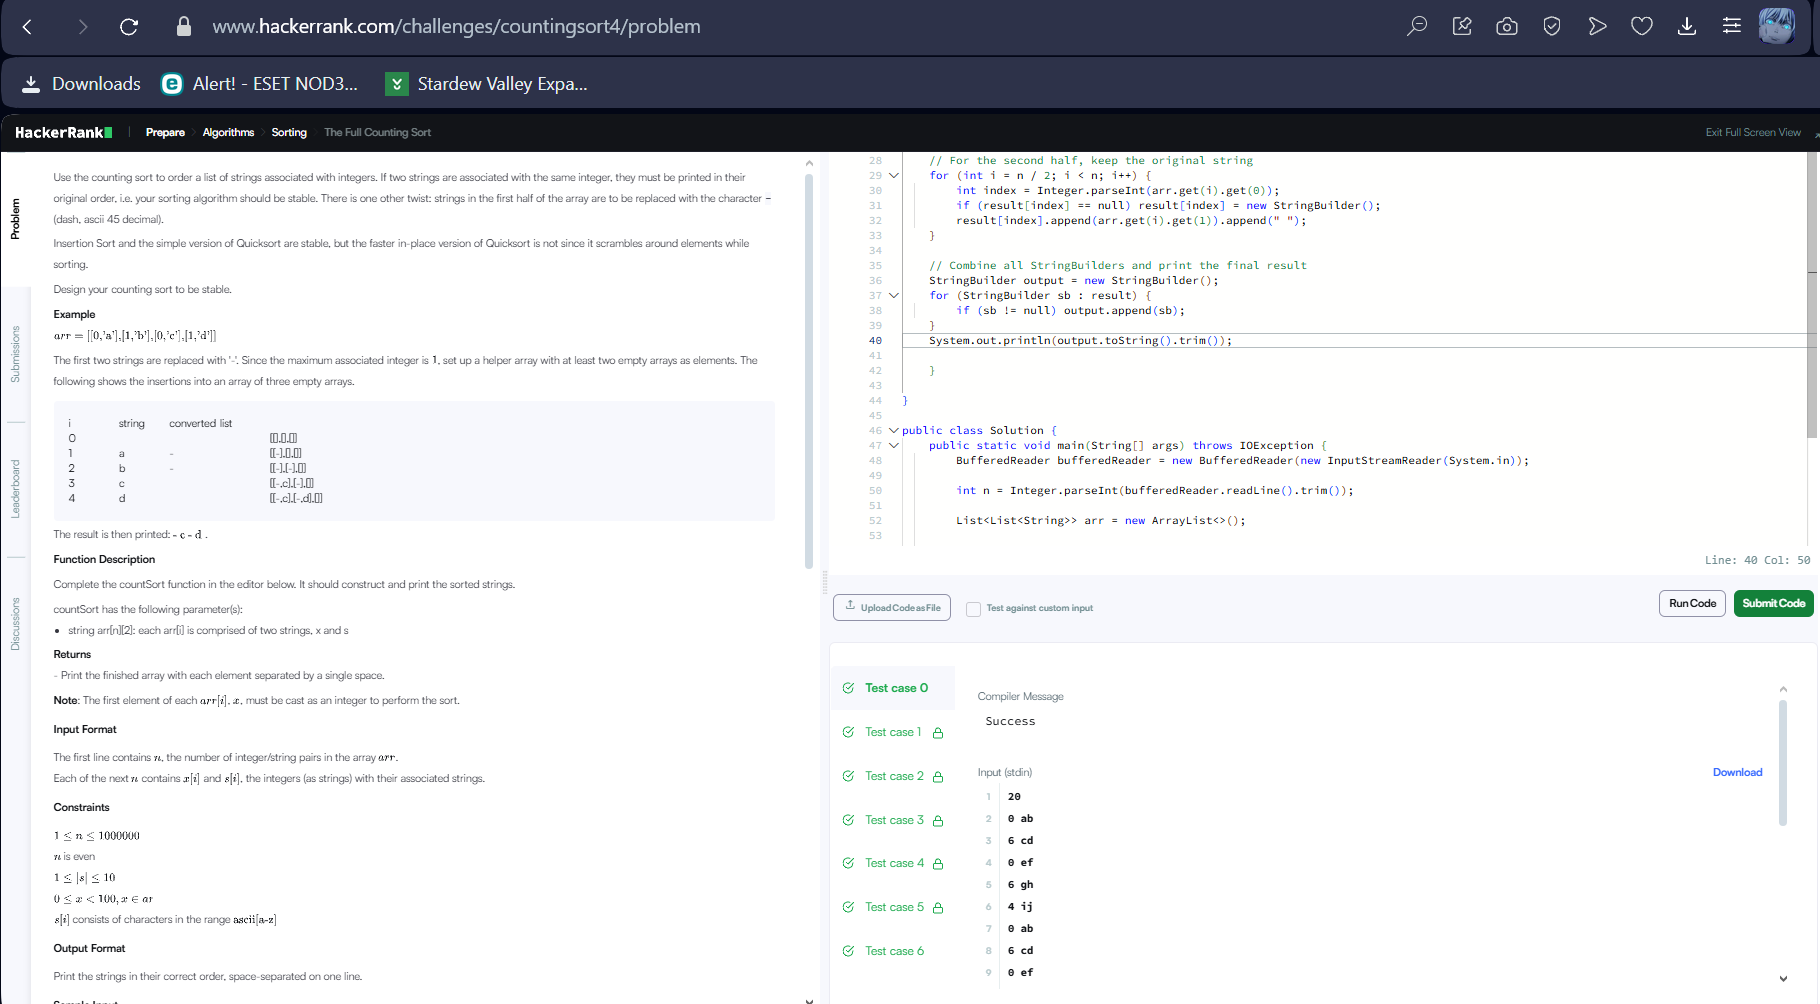 www.hackerrank.com/challenges/countingsort4/problem
Downloads
Alert! - ESET NOD3...
Stardew Valley Expa...
HackerRank
Prepare
Algorithms
Sorting
The Full Counting Sort
Exit Full Screen View
Problem
Submissions
Leaderboard
Discussions
Use the counting sort to order a list of strings associated with integers. If two strings are associated with the same integer, they must be printed in their
original order, i.e. your sorting algorithm should be stable. There is one other twist: strings in the first half of the array are to be replaced with the character -
(dash, ascii 45 decimal).
Insertion Sort and the simple version of Quicksort are stable, but the faster in-place version of Quicksort is not since it scrambles around elements while
sorting.
Design your counting sort to be stable.
Example
arr = [[0,'a'],[1,'b'],[0,'c'],[1,'d']]
The first two strings are replaced with '-'. Since the maximum associated integer is 1, set up a helper array with at least two empty arrays as elements. The
following shows the insertions into an array of three empty arrays.
i string converted list
0 [[],[],[]]
1 a - [[-],[],[]]
2 b - [[-],[-],[]]
3 c [[-,c],[-],[]]
4 d [[-,c],[-,d],[]]
The result is then printed: - c - d .
Function Description
Complete the countSort function in the editor below. It should construct and print the sorted strings.
countSort has the following parameter(s):
• string arr[n][2]: each arr[i] is comprised of two strings, x and s
Returns
- Print the finished array with each element separated by a single space.
Note: The first element of each arr[i], x, must be cast as an integer to perform the sort.
Input Format
The first line contains n, the number of integer/string pairs in the array arr.
Each of the next n contains x[i] and s[i], the integers (as strings) with their associated strings.
Constraints
1 ≤ n ≤ 1000000
n is even
1 ≤ |s| ≤ 10
0 ≤ x < 100, x ∈ ar
s[i] consists of characters in the range ascii[a-z]
Output Format
Print the strings in their correct order, space-separated on one line.
Sample Input
28 // For the second half, keep the original string
29 for (int i = n / 2; i < n; i++) {
30 int index = Integer.parseInt(arr.get(i).get(0));
31 if (result[index] == null) result[index] = new StringBuilder();
32 result[index].append(arr.get(i).get(1)).append(" ");
33 }
34
35 // Combine all StringBuilders and print the final result
36 StringBuilder output = new StringBuilder();
37 for (StringBuilder sb : result) {
38 if (sb != null) output.append(sb);
39 }
40 System.out.println(output.toString().trim());
41
42 }
43
44 }
45
46 public class Solution {
47 public static void main(String[] args) throws IOException {
48 BufferedReader bufferedReader = new BufferedReader(new InputStreamReader(System.in));
49
50 int n = Integer.parseInt(bufferedReader.readLine().trim());
51
52 List<List<String>> arr = new ArrayList<>();
53
Line: 40 Col: 50
Upload Code as File
Test against custom input
Run Code
Submit Code
Test case 0
Test case 1
Test case 2
Test case 3
Test case 4
Test case 5
Test case 6
Compiler Message
Success
Input (stdin)
Download
1 20
2 0 ab
3 6 cd
4 0 ef
5 6 gh
6 4 ij
7 0 ab
8 6 cd
9 0 ef